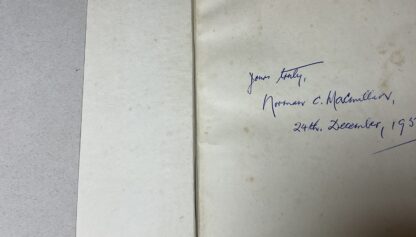 Yours truly,
Norman C. Macmillan,
24th. December, 195